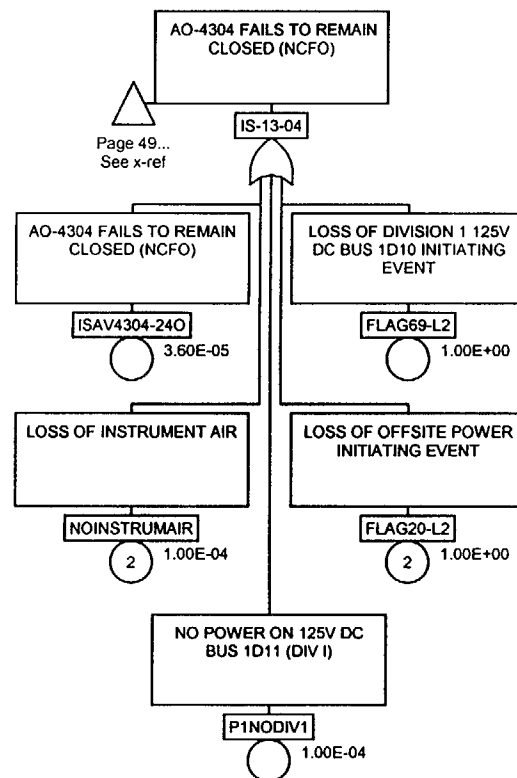 AO-4304 FAILS TO REMAIN
CLOSED (NCFO)
Page 49...
See x-ref
IS-13-04
AO-4304 FAILS TO REMAIN
CLOSED (NCFO)
ISAV4304-24O
3.60E-05
LOSS OF DIVISION 1 125V
DC BUS 1D10 INITIATING
EVENT
FLAG69-L2
1.00E+00
LOSS OF INSTRUMENT AIR
NOINSTRUMAIR
2
1.00E-04
LOSS OF OFFSITE POWER
INITIATING EVENT
FLAG20-L2
2
1.00E+00
NO POWER ON 125V DC
BUS 1D11 (DIV I)
P1NODIV1
1.00E-04